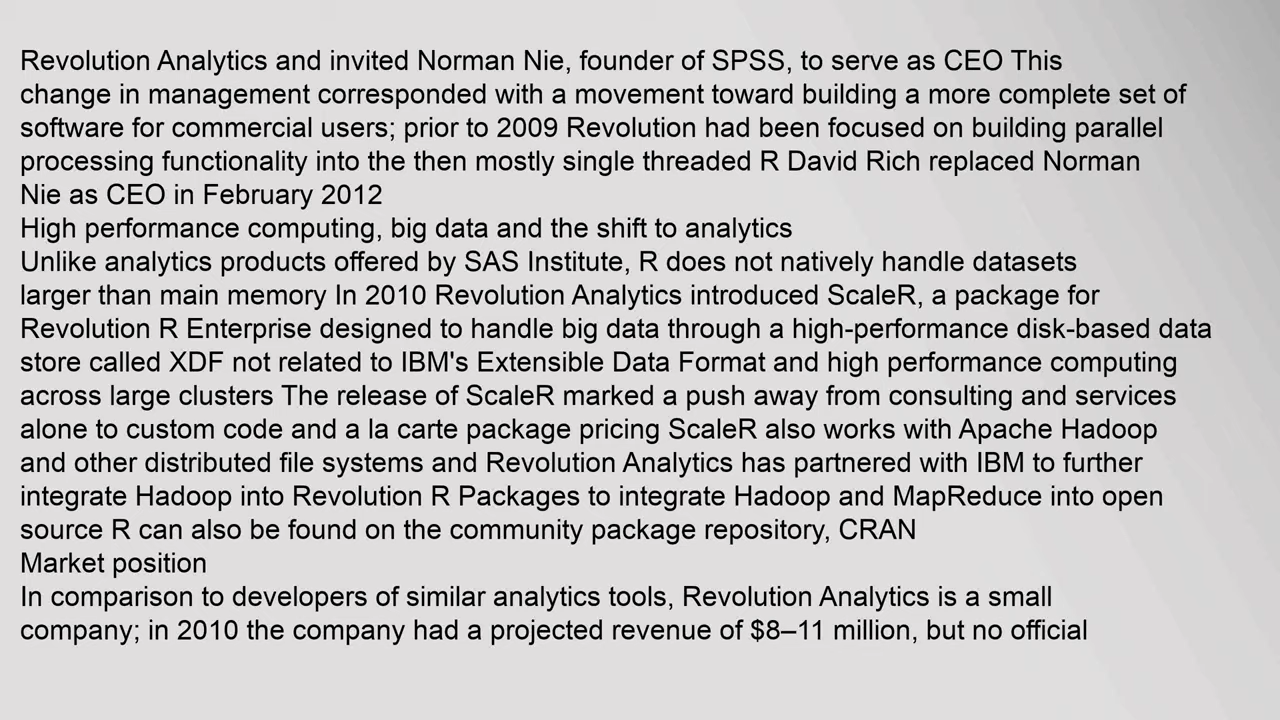 Revolution Analytics and invited Norman Nie, founder of SPSS, to serve as CEO This
change in management corresponded with a movement toward building a more complete set of
software for commercial users; prior to 2009 Revolution had been focused on building parallel
processing functionality into the then mostly single threaded R David Rich replaced Norman
Nie as CEO in February 2012
High performance computing, big data and the shift to analytics
Unlike analytics products offered by SAS Institute, R does not natively handle datasets
larger than main memory In 2010 Revolution Analytics introduced ScaleR, a package for
Revolution R Enterprise designed to handle big data through a high-performance disk-based data
store called XDF not related to IBM's Extensible Data Format and high performance computing
across large clusters The release of ScaleR marked a push away from consulting and services
alone to custom code and a la carte package pricing ScaleR also works with Apache Hadoop
and other distributed file systems and Revolution Analytics has partnered with IBM to further
integrate Hadoop into Revolution R Packages to integrate Hadoop and MapReduce into open
source R can also be found on the community package repository, CRAN
Market position
In comparison to developers of similar analytics tools, Revolution Analytics is a small
company; in 2010 the company had a projected revenue of $8–11 million, but no official